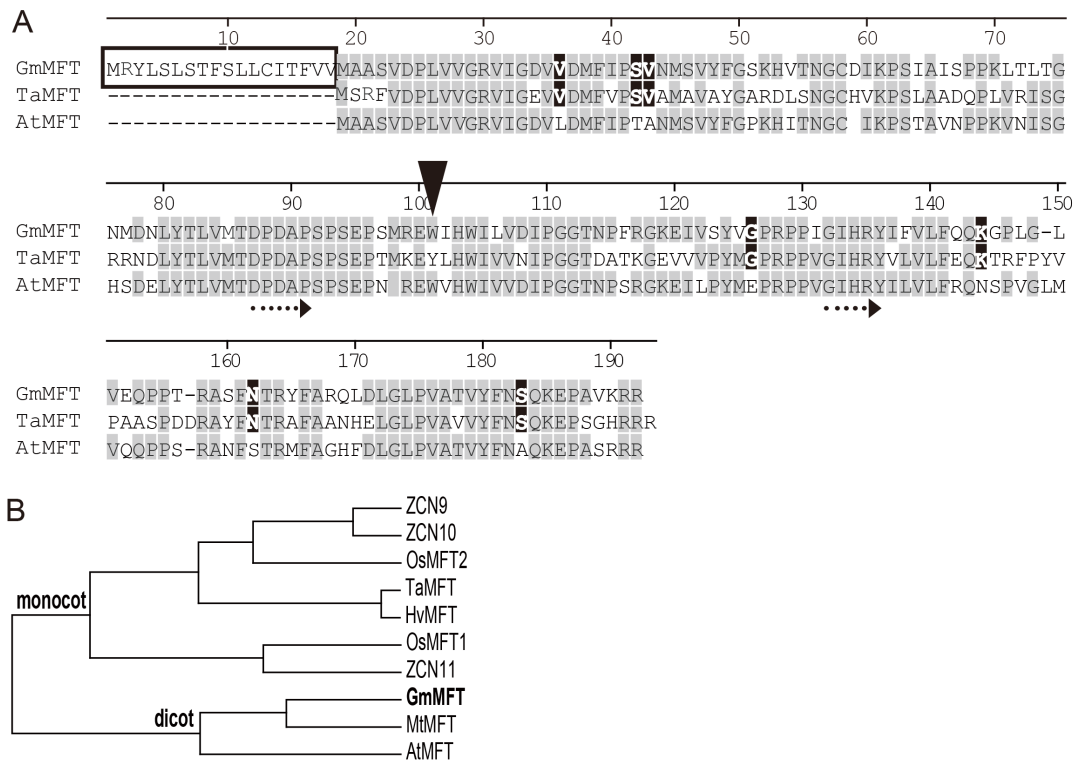 A
10 20 30 40 50 60 70
GmMFT MRYLSLSTFSLLCITFVVMAASVDPLVVGRVIGDVVDMFIPSVNMSVYFGSKHVTNGCDIKPSIAISPPKLTLTG
TaMFT ------------------MSRFVDPLVVGRVIGEVVDMFVPSVAMAVAYGARDLSNGCHVKPSLAADQPLVRISG
AtMFT ------------------MAASVDPLVVGRVIGDVLDMFIPTANMSVYFGPKHITNGC IKPSTAVNPPKVNISG
80 90 100 110 120 130 140 150
GmMFT NMDNLYTLVMTDPDAPSPSEPSMREWIHWILVDIPGGTNPFRGKEIVSYVGPRPPIGIHRYIFVLFQQKGPLG-L
TaMFT RRNDLYTLVMTDPDAPSPSEPTMKEYLHWIVVNIPGGTDATKGEVVVPYMGPRPPVGIHRYVLVLFEQKTRFPYV
AtMFT HSDELYTLVMTDPDAPSPSEPN REWVHWIVVDIPGGTNPSRGKEILPYMEPRPPVGIHRYILVLFRQNSPVGLM
160 170 180 190
GmMFT VEQPPT-RASFNTRYFARQLDLGLPVATVYFNSQKEPAVKRR
TaMFT PAASPDDRAYFNTRAFAANHELGLPVAVVYFNSQKEPSGHRRR
AtMFT VQQPPS-RANFSTRMFAGHFDLGLPVATVYFNAQKEPASRRR
B
ZCN9
ZCN10
OsMFT2
TaMFT
monocot
HvMFT
OsMFT1
ZCN11
GmMFT
dicot
MtMFT
AtMFT